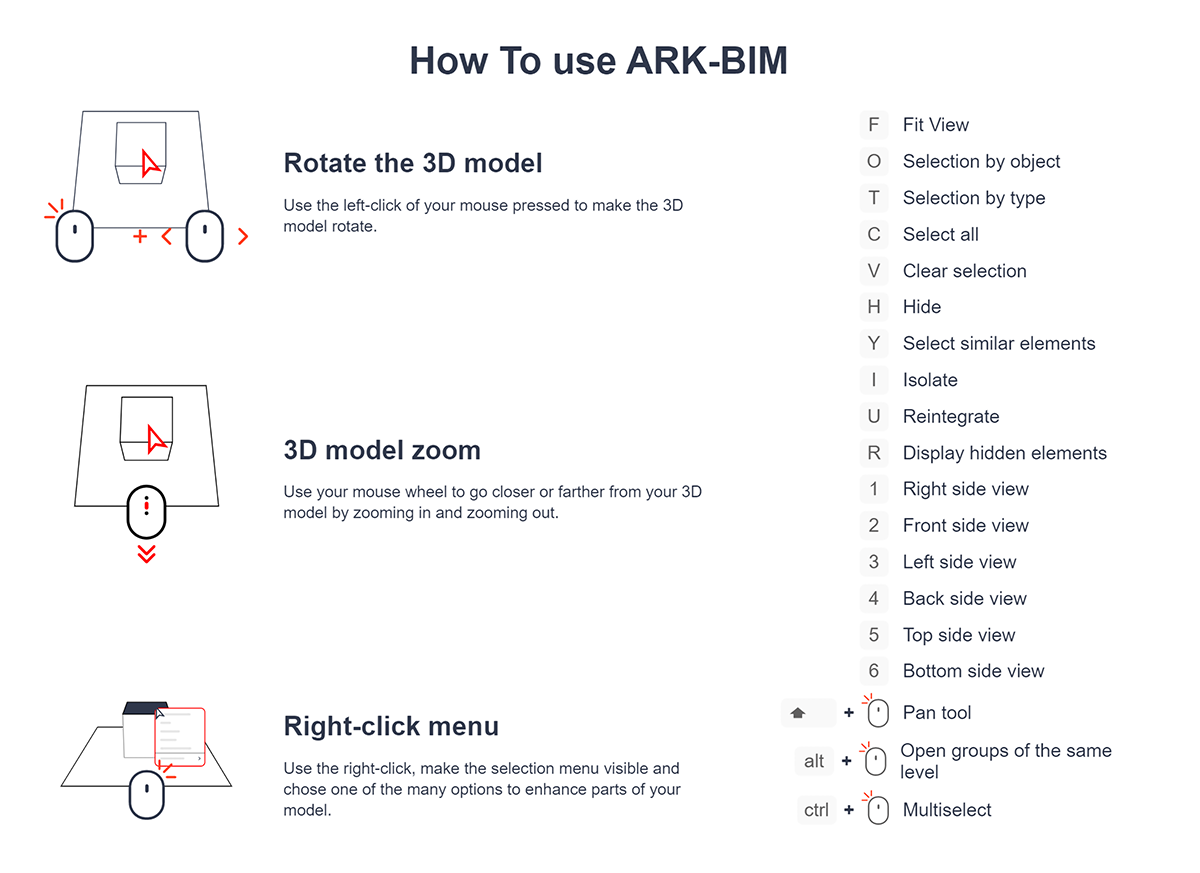 How To use ARK-BIM
Rotate the 3D model
Use the left-click of your mouse pressed to make the 3D
model rotate.
3D model zoom
Use your mouse wheel to go closer or farther from your 3D
model by zooming in and zooming out.
Right-click menu
Use the right-click, make the selection menu visible and
chose one of the many options to enhance parts of your
model.
F Fit View
O Selection by object
T Selection by type
C Select all
V Clear selection
H Hide
Y Select similar elements
I Isolate
U Reintegrate
R Display hidden elements
1 Right side view
2 Front side view
3 Left side view
4 Back side view
5 Top side view
6 Bottom side view
+ Pan tool
alt + Open groups of the same
level
ctrl + Multiselect